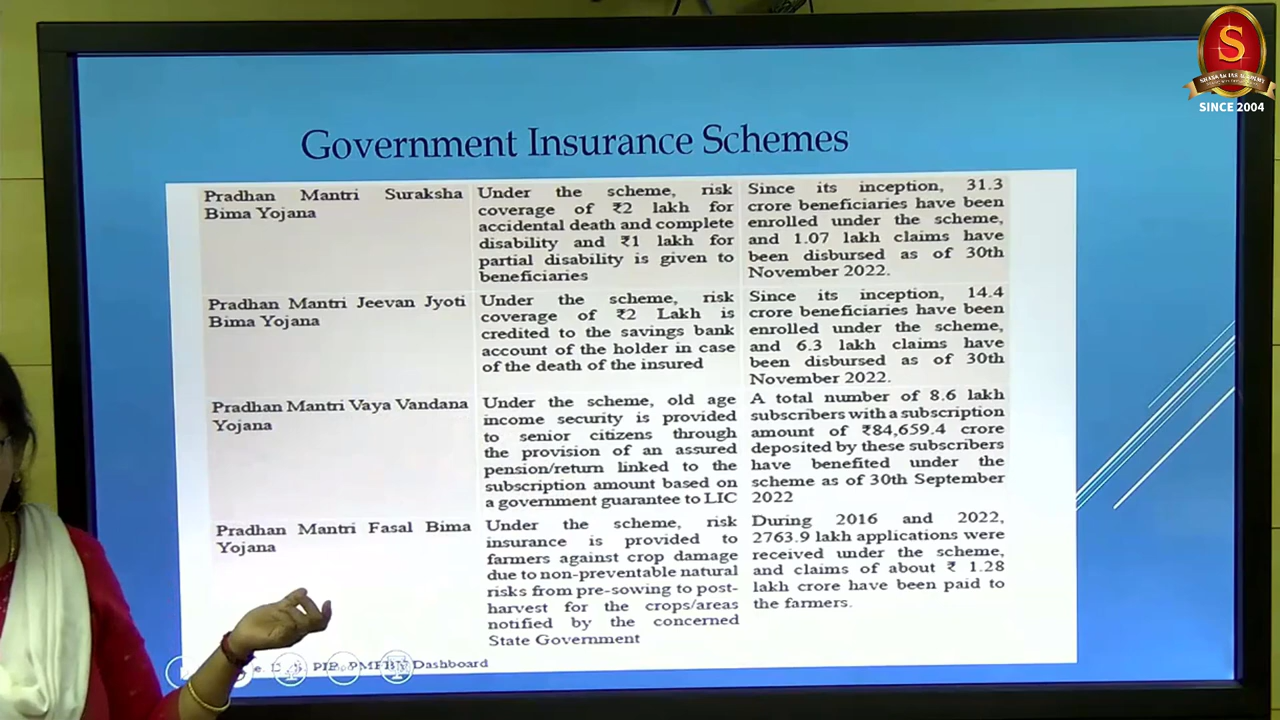 S
SHANKAR IAS ACADEMY
SINCE 2004
Government Insurance Schemes
Pradhan Mantri Suraksha
Bima Yojana
Under the scheme, risk
coverage of ₹2 lakh for
accidental death and complete
disability and ₹1 lakh for
partial disability is given to
beneficiaries
Since its inception, 31.3
crore beneficiaries have been
enrolled under the scheme,
and 1.07 lakh claims have
been disbursed as of 30th
November 2022.
Pradhan Mantri Jeevan Jyoti
Bima Yojana
Under the scheme, risk
coverage of ₹2 Lakh is
credited to the savings bank
account of the holder in case
of the death of the insured
Since its inception, 14.4
crore beneficiaries have been
enrolled under the scheme,
and 6.3 lakh claims have
been disbursed as of 30th
November 2022.
Pradhan Mantri Vaya Vandana
Yojana
Under the scheme, old age
income security is provided
to senior citizens through
the provision of an assured
pension/return linked to the
subscription amount based on
a government guarantee to LIC
A total number of 8.6 lakh
subscribers with a subscription
amount of ₹84,659.4 crore
deposited by these subscribers
have benefited under the
scheme as of 30th September
2022
Pradhan Mantri Fasal Bima
Yojana
Under the scheme, risk
insurance is provided to
farmers against crop damage
due to non-preventable natural
risks from pre-sowing to post-
harvest for the crops/areas
notified by the concerned
State Government
During 2016 and 2022,
2763.9 lakh applications were
received under the scheme,
and claims of about ₹ 1.28
lakh crore have been paid to
the farmers.
PIB, PMFBY Dashboard